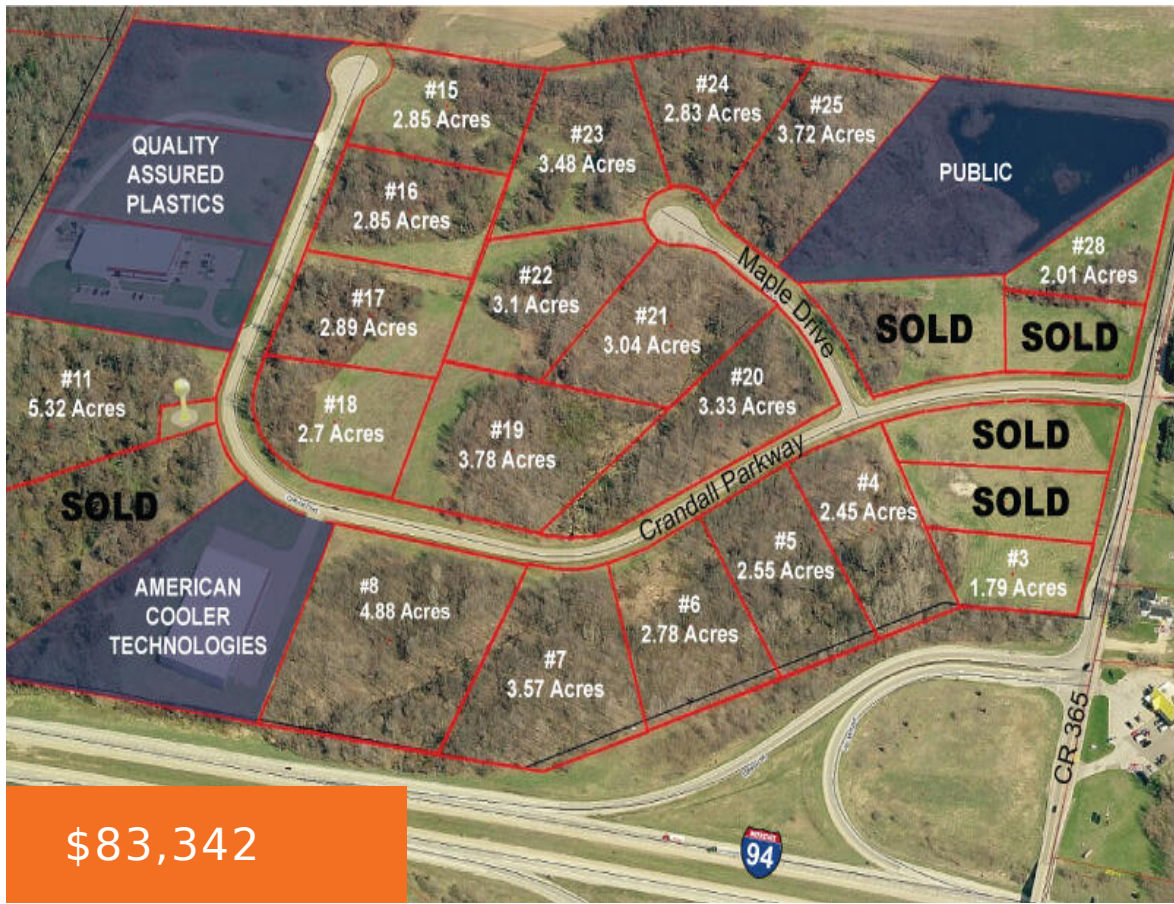 #15
2.85 Acres
#24
2.83 Acres
#25
3.72 Acres
#23
3.48 Acres
QUALITY
ASSURED
PLASTICS
PUBLIC
#16
2.85 Acres
#28
2.01 Acres
#22
3.1 Acres
Maple Drive
#17
2.89 Acres
#21
3.04 Acres
SOLD
SOLD
#11
5.32 Acres
#18
2.7 Acres
#20
3.33 Acres
#19
3.78 Acres
SOLD
SOLD
Crandall Parkway
#4
2.45 Acres
SOLD
#5
2.55 Acres
#3
1.79 Acres
AMERICAN
COOLER
TECHNOLOGIES
#8
4.88 Acres
#6
2.78 Acres
#7
3.57 Acres
CR 365
$83,342
INTERSTATE
94